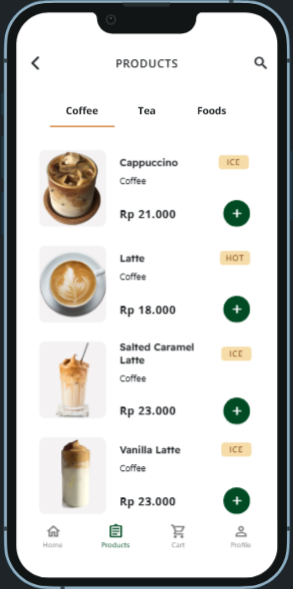 PRODUCTS
Coffee Tea Foods
Cappuccino ICE
Coffee
Rp 21.000
Latte HOT
Coffee
Rp 18.000
Salted Caramel
Latte ICE
Coffee
Rp 23.000
Vanilla Latte ICE
Coffee
Rp 23.000
Home Products Cart Profile